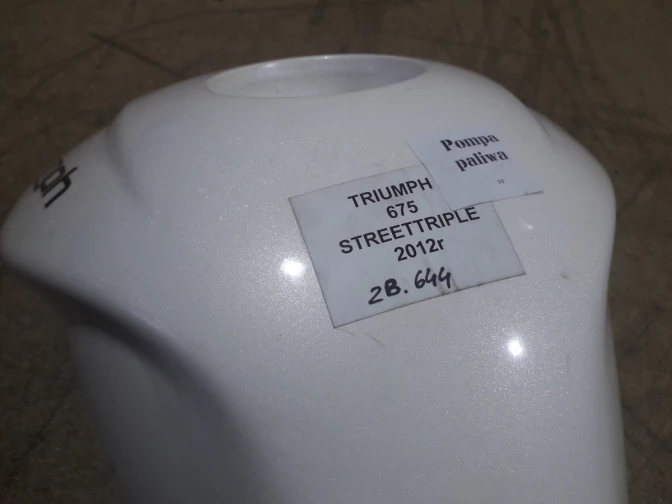 Pompa
paliwa
TRIUMPH
675
STREETTRIPLE
2012r
2B.644